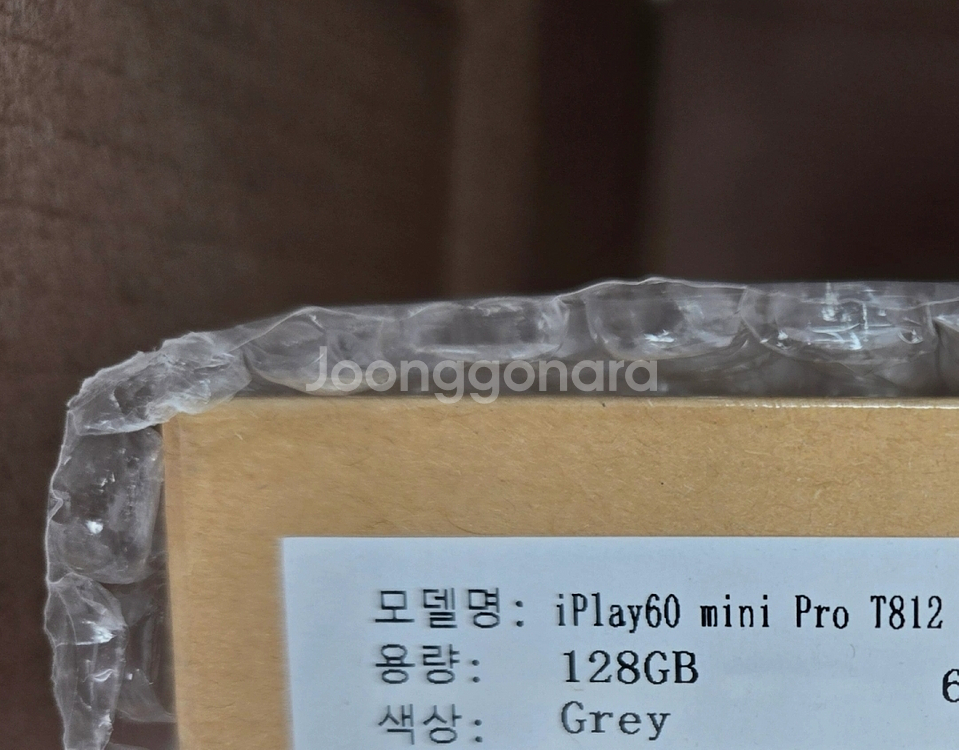 Joonggonara
모델명: iPlay60 mini Pro T812
용량: 128GB
색상: Grey